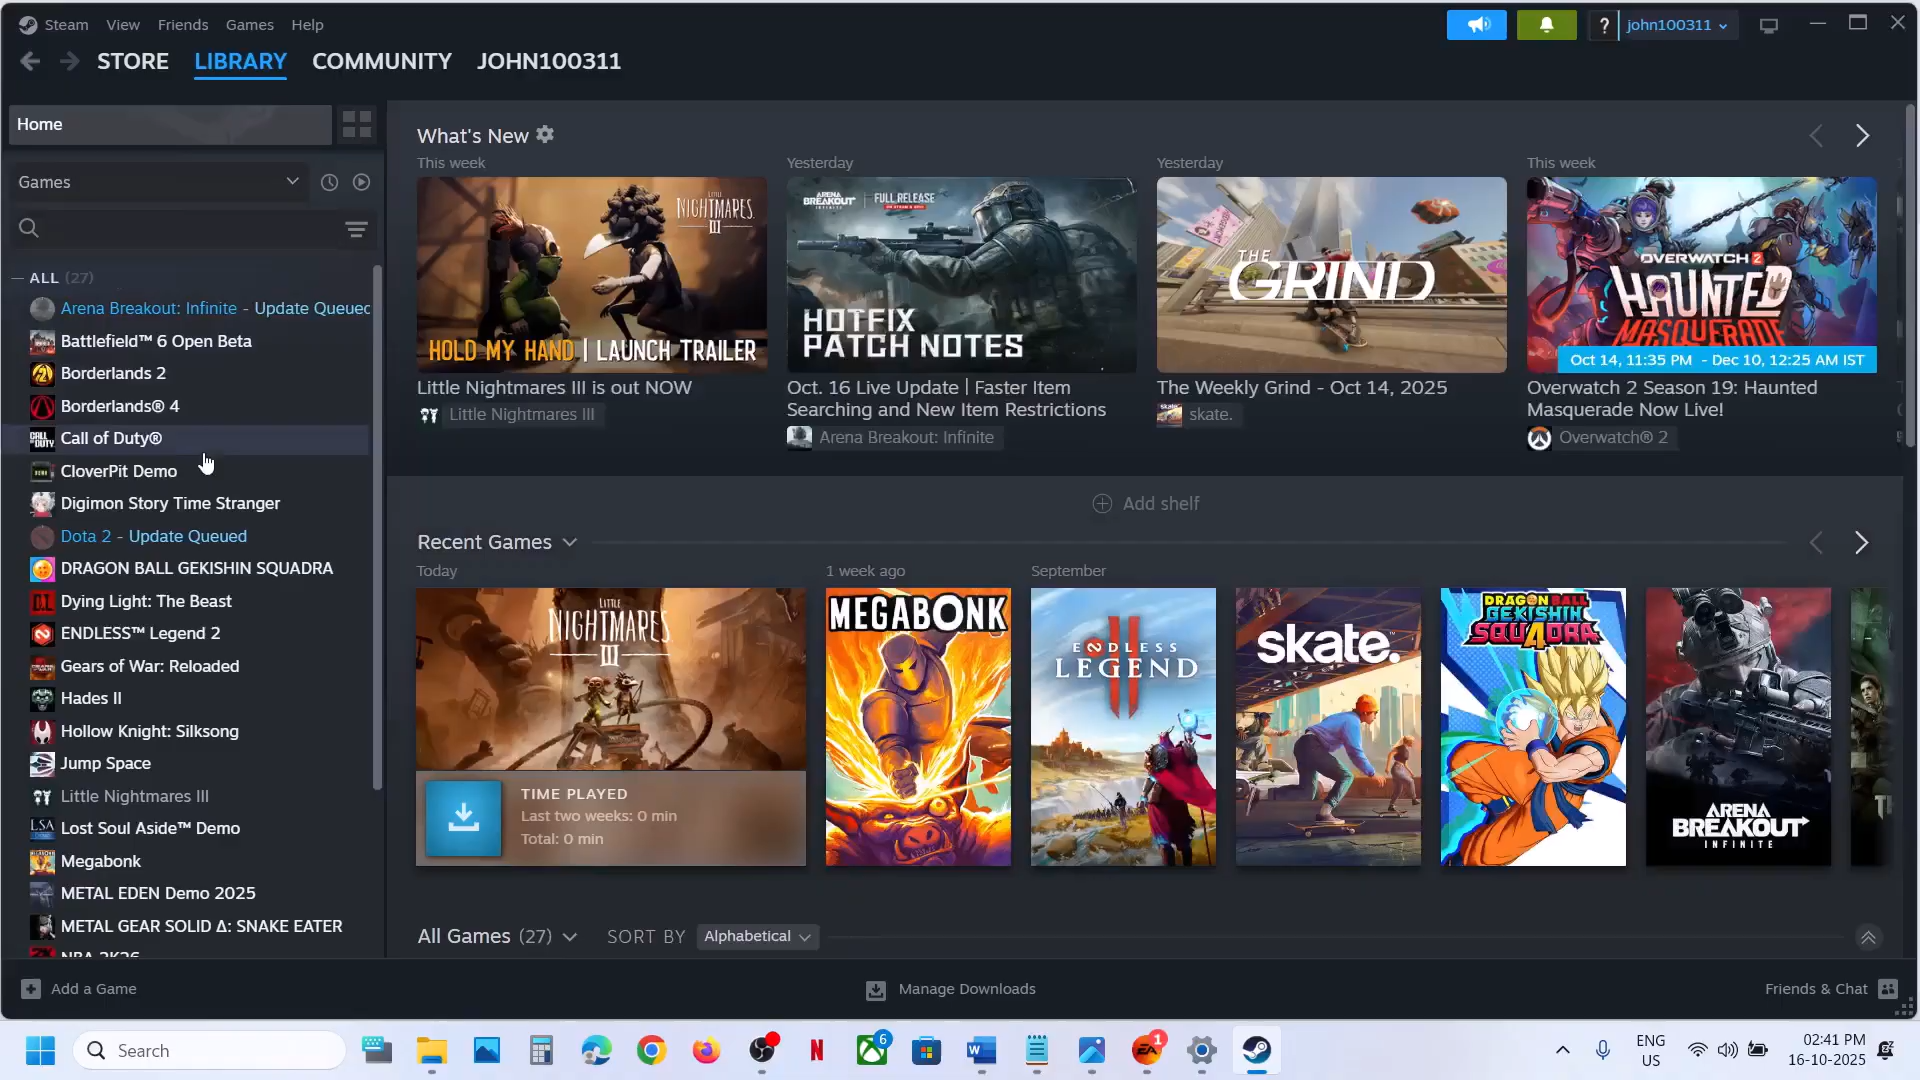 Steam View Friends Games Help
? john100311
STORE LIBRARY COMMUNITY JOHN100311
Home
Games
ALL (27)
Arena Breakout: Infinite - Update Queued
Battlefield™ 6 Open Beta
Borderlands 2
Borderlands® 4
Call of Duty®
CloverPit Demo
Digimon Story Time Stranger
Dota 2 - Update Queued
DRAGON BALL GEKISHIN SQUADRA
Dying Light: The Beast
ENDLESS™ Legend 2
Gears of War: Reloaded
Hades II
Hollow Knight: Silksong
Jump Space
Little Nightmares III
Lost Soul Aside™ Demo
Megabonk
METAL EDEN Demo 2025
METAL GEAR SOLID Δ: SNAKE EATER
NBA 2K26
What's New
This week
LITTLE NIGHTMARES III
HOLD MY HAND | LAUNCH TRAILER
Little Nightmares III is out NOW
Little Nightmares III
Yesterday
ARENA BREAKOUT INFINITE | FULL RELEASE
HOTFIX
PATCH NOTES
Oct. 16 Live Update | Faster Item
Searching and New Item Restrictions
Arena Breakout: Infinite
Yesterday
THE GRIND
The Weekly Grind - Oct 14, 2025
skate.
This week
OVERWATCH 2
HAUNTED
MASQUERADE
Oct 14, 11:35 PM - Dec 10, 12:25 AM IST
Overwatch 2 Season 19: Haunted
Masquerade Now Live!
Overwatch® 2
Add shelf
Recent Games
Today
LITTLE
NIGHTMARES
III
TIME PLAYED
Last two weeks: 0 min
Total: 0 min
1 week ago
MEGABONK
September
ENDLESS
LEGEND
II
skate.
DRAGON BALL
GEKISHIN
SQUADRA
ARENA
BREAKOUT
INFINITE
All Games (27) SORT BY Alphabetical
Add a Game
Manage Downloads
Friends & Chat
Search
6
1
ENG
US
02:41 PM
16-10-2025